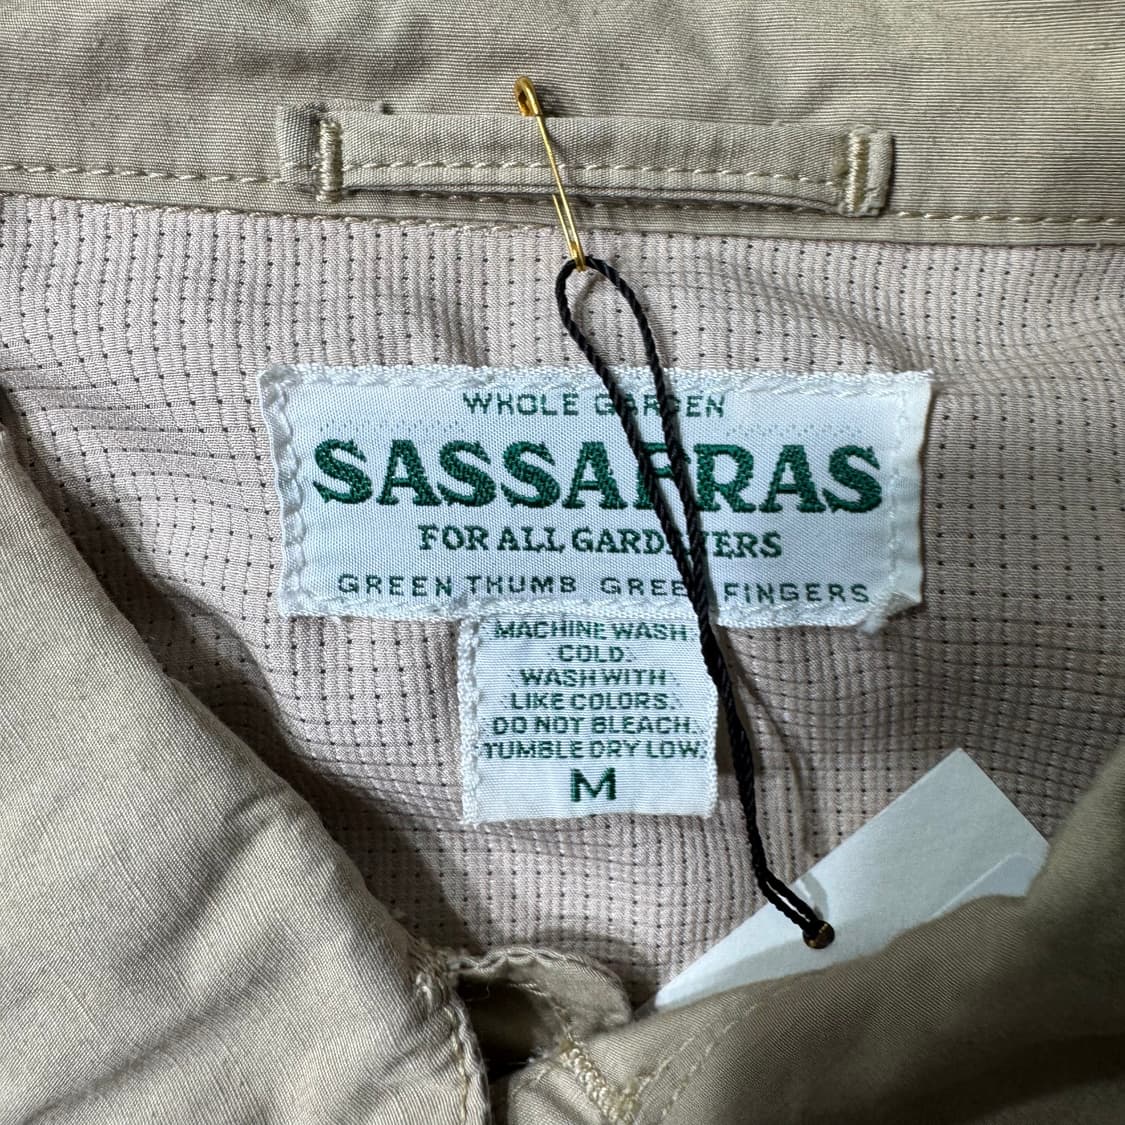 WHOLE GARDEN
SASSAFRAS
FOR ALL GARDENERS
GREEN THUMB GREEN FINGERS
MACHINE WASH
COLD.
WASH WITH
LIKE COLORS.
DO NOT BLEACH.
TUMBLE DRY LOW.
M